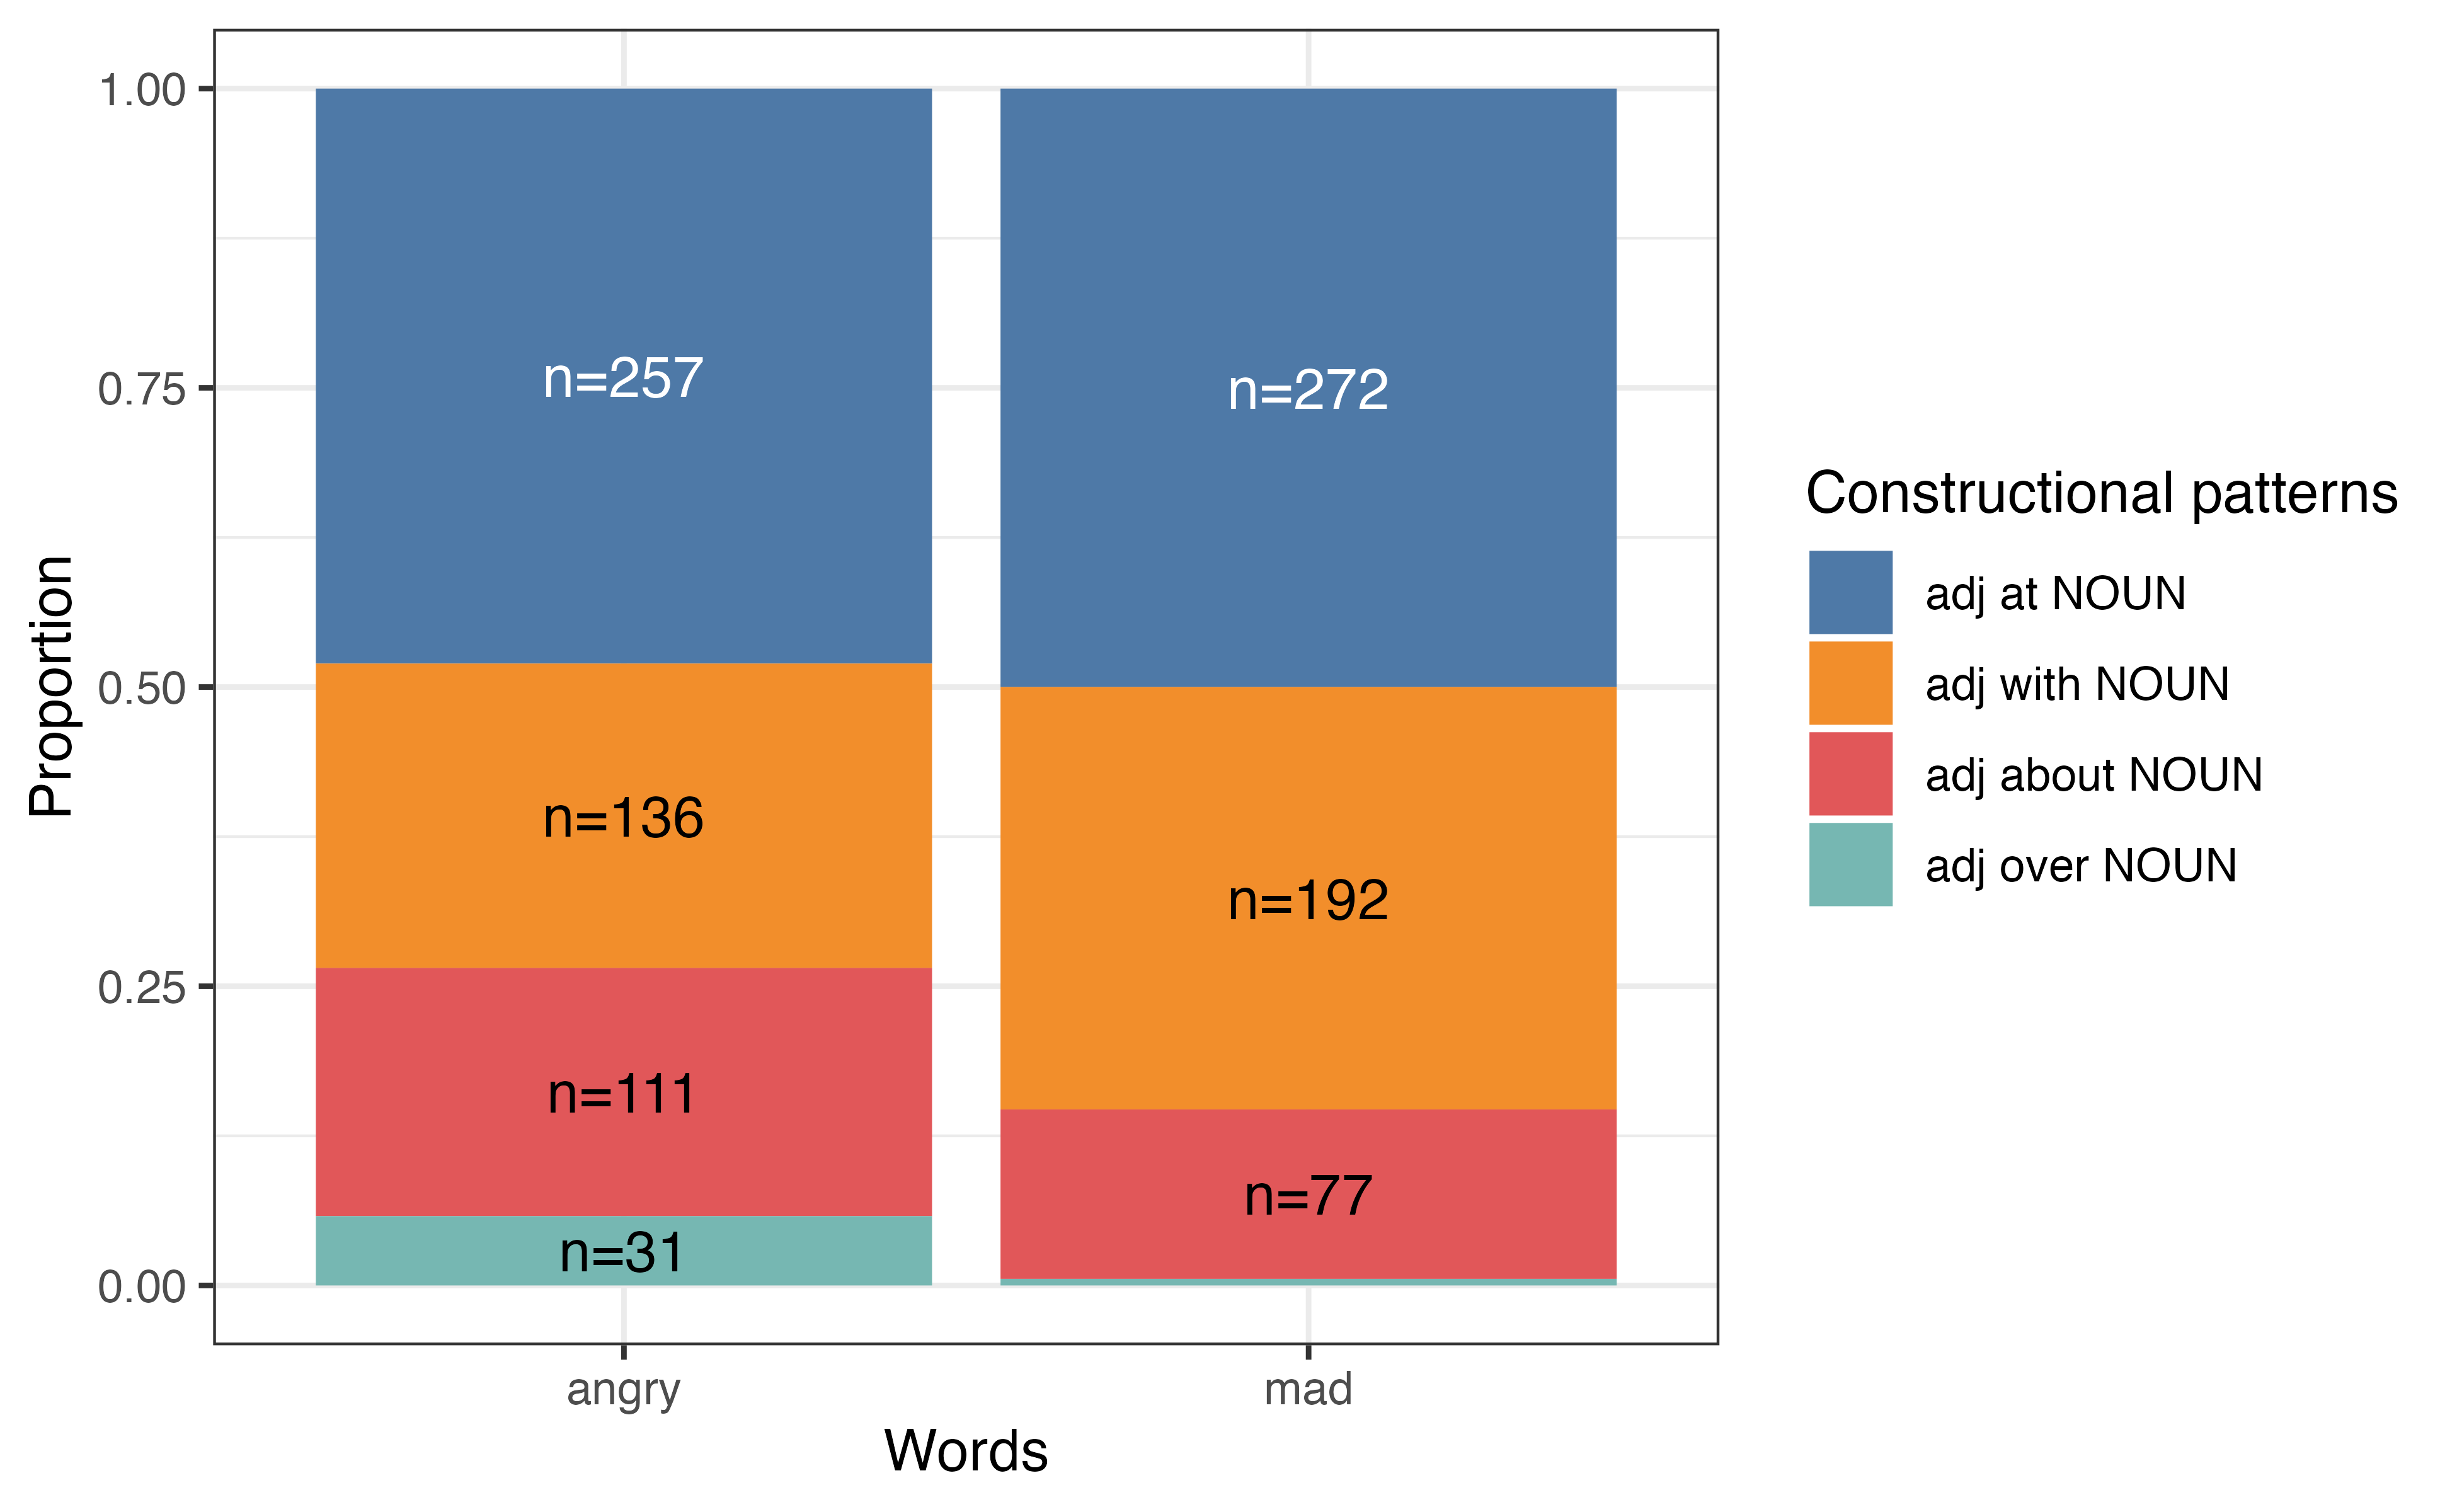 1.00
0.75
0.50
0.25
0.00
Proportion
n=257
n=136
n=111
n=31
n=272
n=192
n=77
angry
mad
Words
Constructional patterns
adj at NOUN
adj with NOUN
adj about NOUN
adj over NOUN